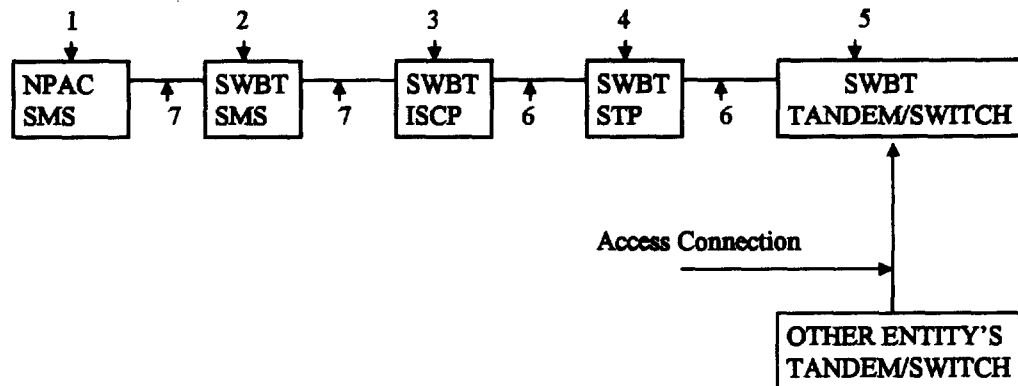 1 2 3 4 5
NPAC SWBT SWBT SWBT SWBT
SMS SMS ISCP STP TANDEM/SWITCH
7 7 6 6
Access Connection
OTHER ENTITY'S
TANDEM/SWITCH